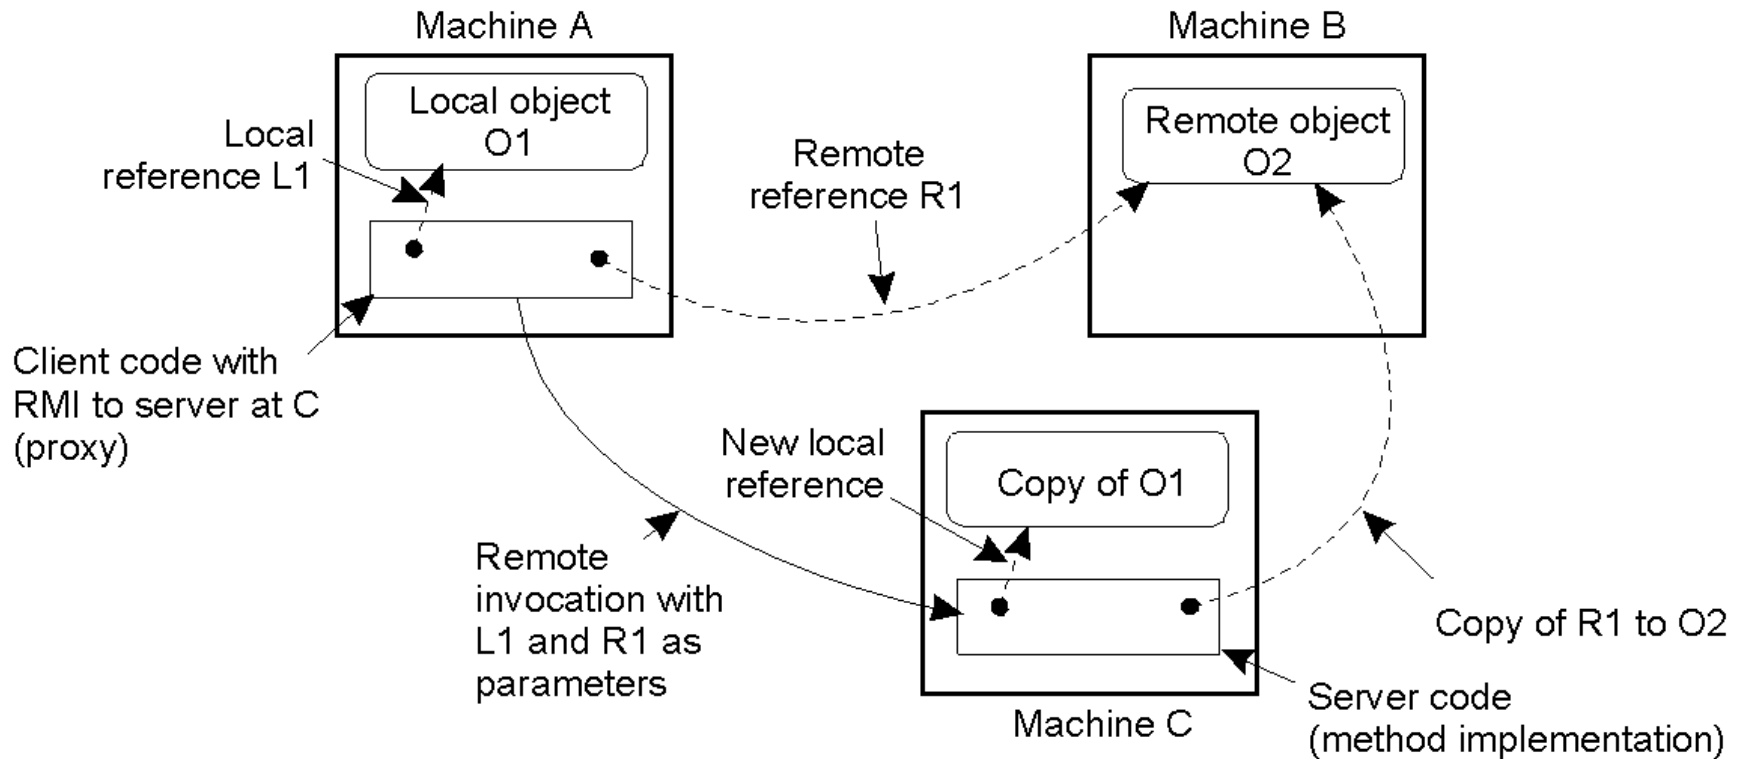 Machine A
Machine B
Local object
O1
Remote object
O2
Local
reference L1
Remote
reference R1
Client code with
RMI to server at C
(proxy)
New local
reference
Copy of O1
Remote
invocation with
L1 and R1 as
parameters
Copy of R1 to O2
Server code
(method implementation)
Machine C